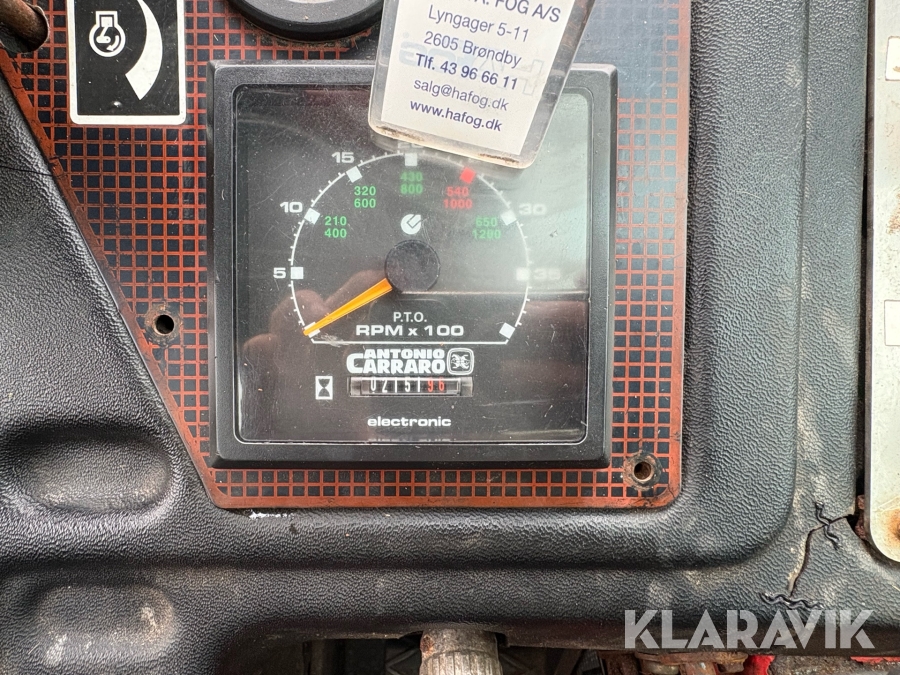 . FOG A/S
Lyngager 5-11
2605 Brøndby
Tlf. 43 96 66 11
salg@hafog.dk
www.hafog.dk
15
10
30
5
35
430
800
320
600
540
1000
210
400
650
1200
P.T.O.
RPM x 100
ANTONIO
CARRARO
electronic
KLARAVIK